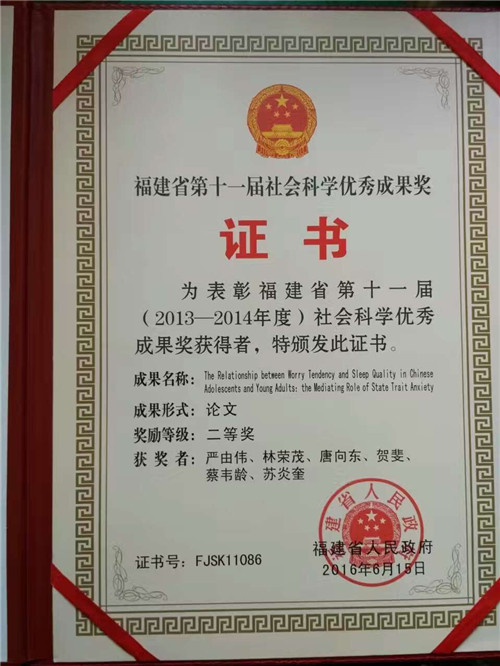 福建省第十一届社会科学优秀成果奖
证书
为表彰福建省第十一届
（2013—2014年度）社会科学优秀
成果奖获得者，特颁发此证书。
成果名称：The Relationship between Worry Tendency and Sleep Quality in Chinese
Adolescents and Young Adults: the Mediating Role of State Trait Anxiety
成果形式：论文
奖励等级：二等奖
获奖者：严由伟、林荣茂、唐向东、贺斐、
蔡韦龄、苏炎奎
福建省人民政府
证书号：FJSK11086
福建省人民政府
2016年6月15日